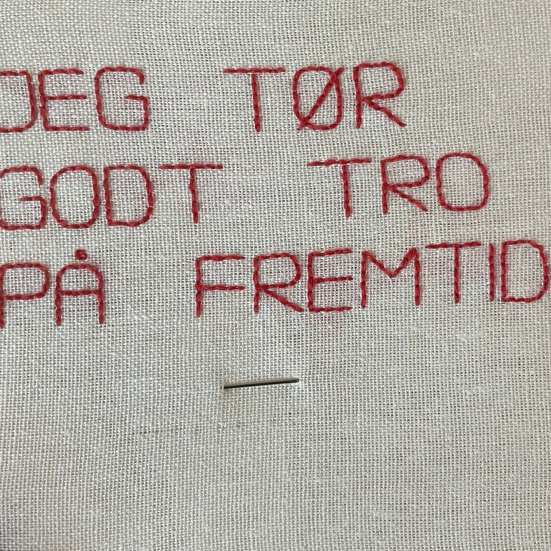 JEG TØR
GODT TRO
PÅ FREMTID